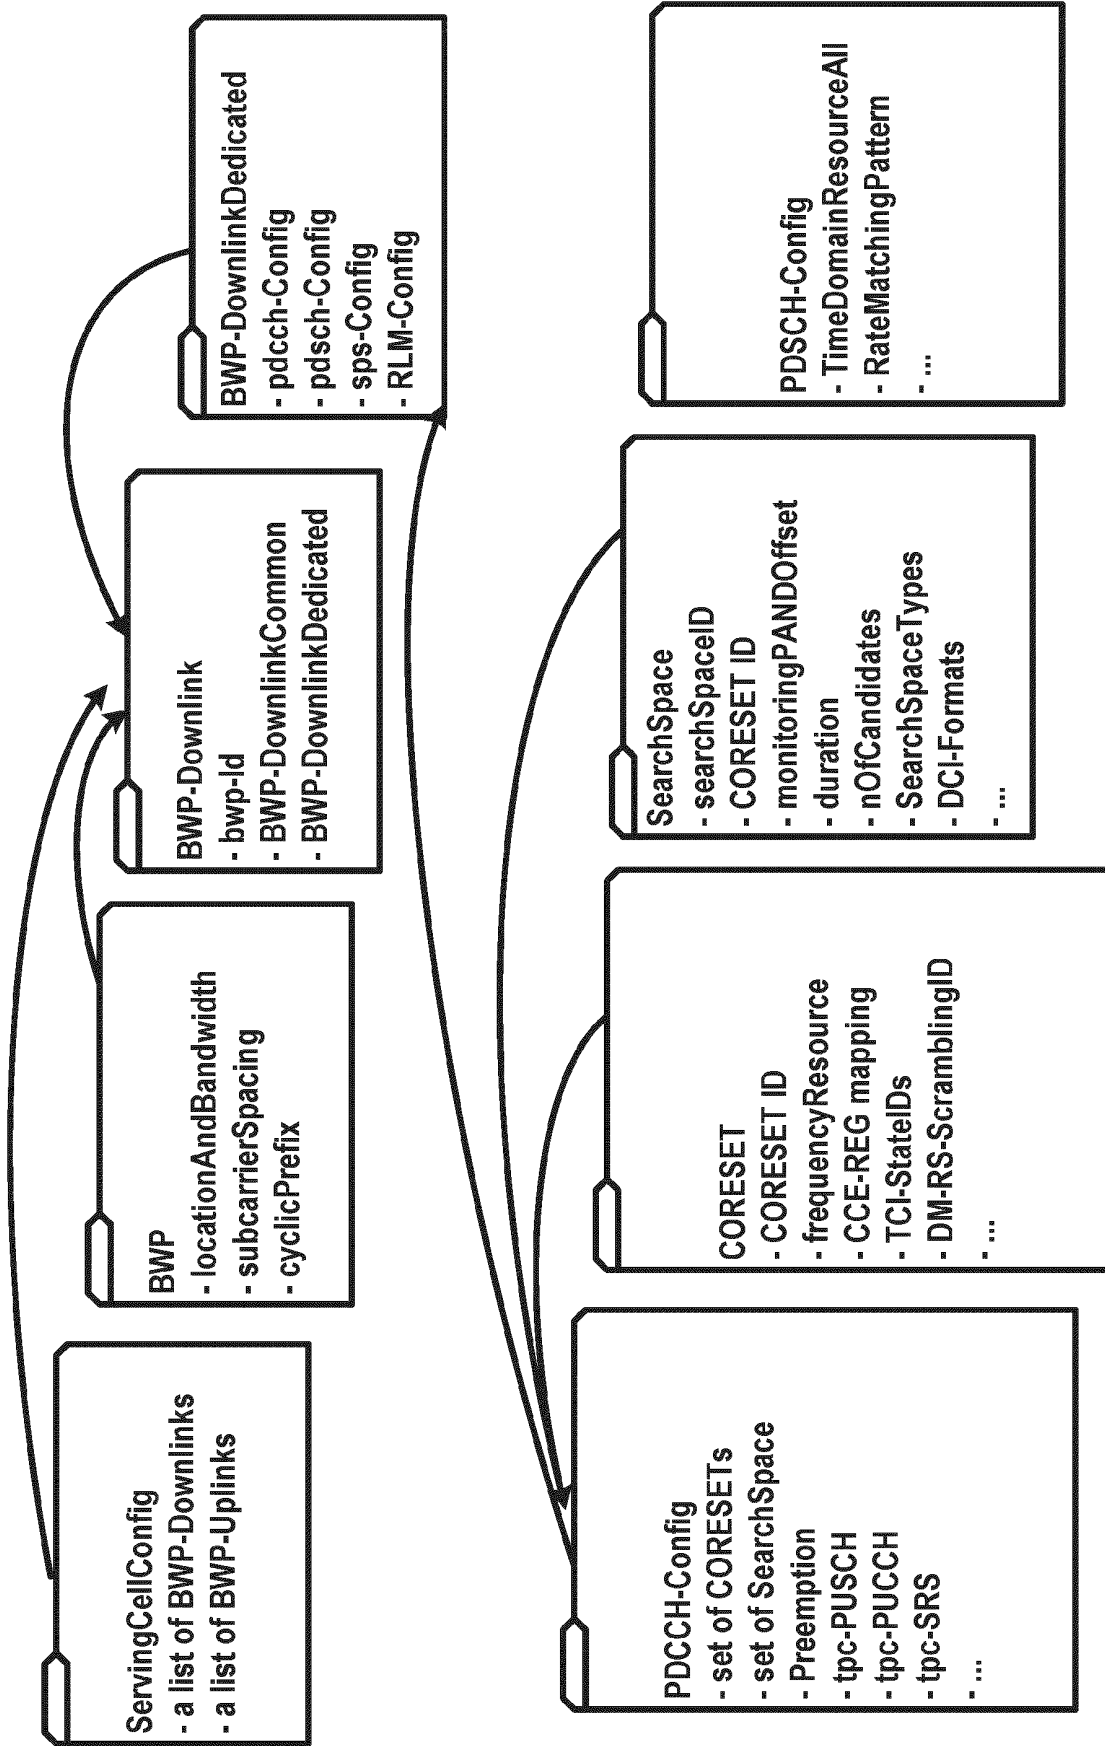 ServingCellConfig
- a list of BWP-Downlinks
- a list of BWP-Uplinks
BWP
- locationAndBandwidth
- subcarrierSpacing
- cyclicPrefix
BWP-Downlink
- bwp-Id
- BWP-DownlinkCommon
- BWP-DownlinkDedicated
BWP-DownlinkDedicated
- pdcch-Config
- pdsch-Config
- sps-Config
- RLM-Config
PDCCH-Config
- set of CORESETs
- set of SearchSpace
- Preemption
- tpc-PUSCH
- tpc-PUCCH
- tpc-SRS
- ...
CORESET
- CORESET ID
- frequencyResource
- CCE-REG mapping
- TCI-StateIDs
- DM-RS-ScramblingID
- ...
SearchSpace
- searchSpaceID
- CORESET ID
- monitoringPANDOffset
- duration
- nOfCandidates
- SearchSpaceTypes
- DCI-Formats
- ...
PDSCH-Config
- TimeDomainResourceAll
- RateMatchingPattern
- ...